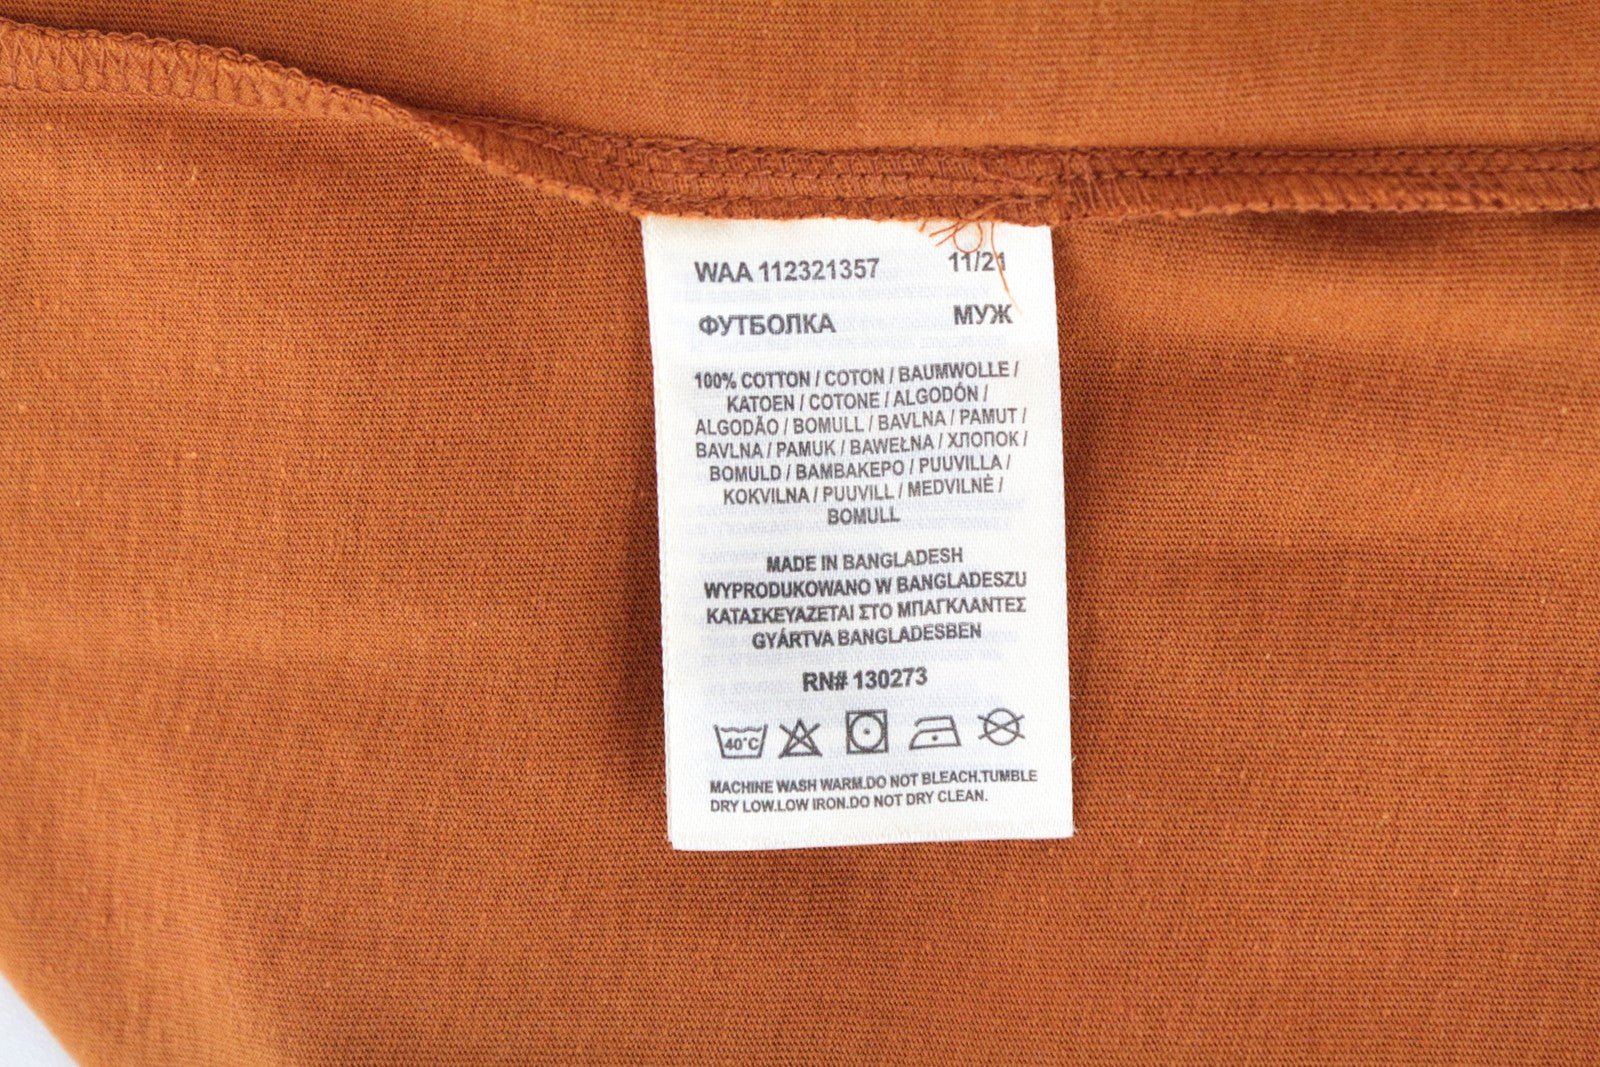 WAA 112321357 11/21
ФУТБОЛКА МУЖ
100% COTTON / COTON / BAUMWOLLE /
KATOEN / COTONE / ALGODÓN /
ALGODÃO / BOMULL / BAVLNA / PAMUT /
BAVLNA / PAMUK / BAWEŁNA / ХЛОПОК /
BOMULD / ΒΑΜΒΑΚΕΡΟ / PUUVILLA /
KOKVILNA / PUUVILL / MEDVILNĖ /
BOMULL
MADE IN BANGLADESH
WYPRODUKOWANO W BANGLADESZU
ΚΑΤΑΣΚΕΥΑΖΕΤΑΙ ΣΤΟ ΜΠΑΓΚΛΑΝΤΕΣ
GYÁRTVA BANGLADESBEN
RN# 130273
40°C
MACHINE WASH WARM.DO NOT BLEACH.TUMBLE
DRY LOW.LOW IRON.DO NOT DRY CLEAN.